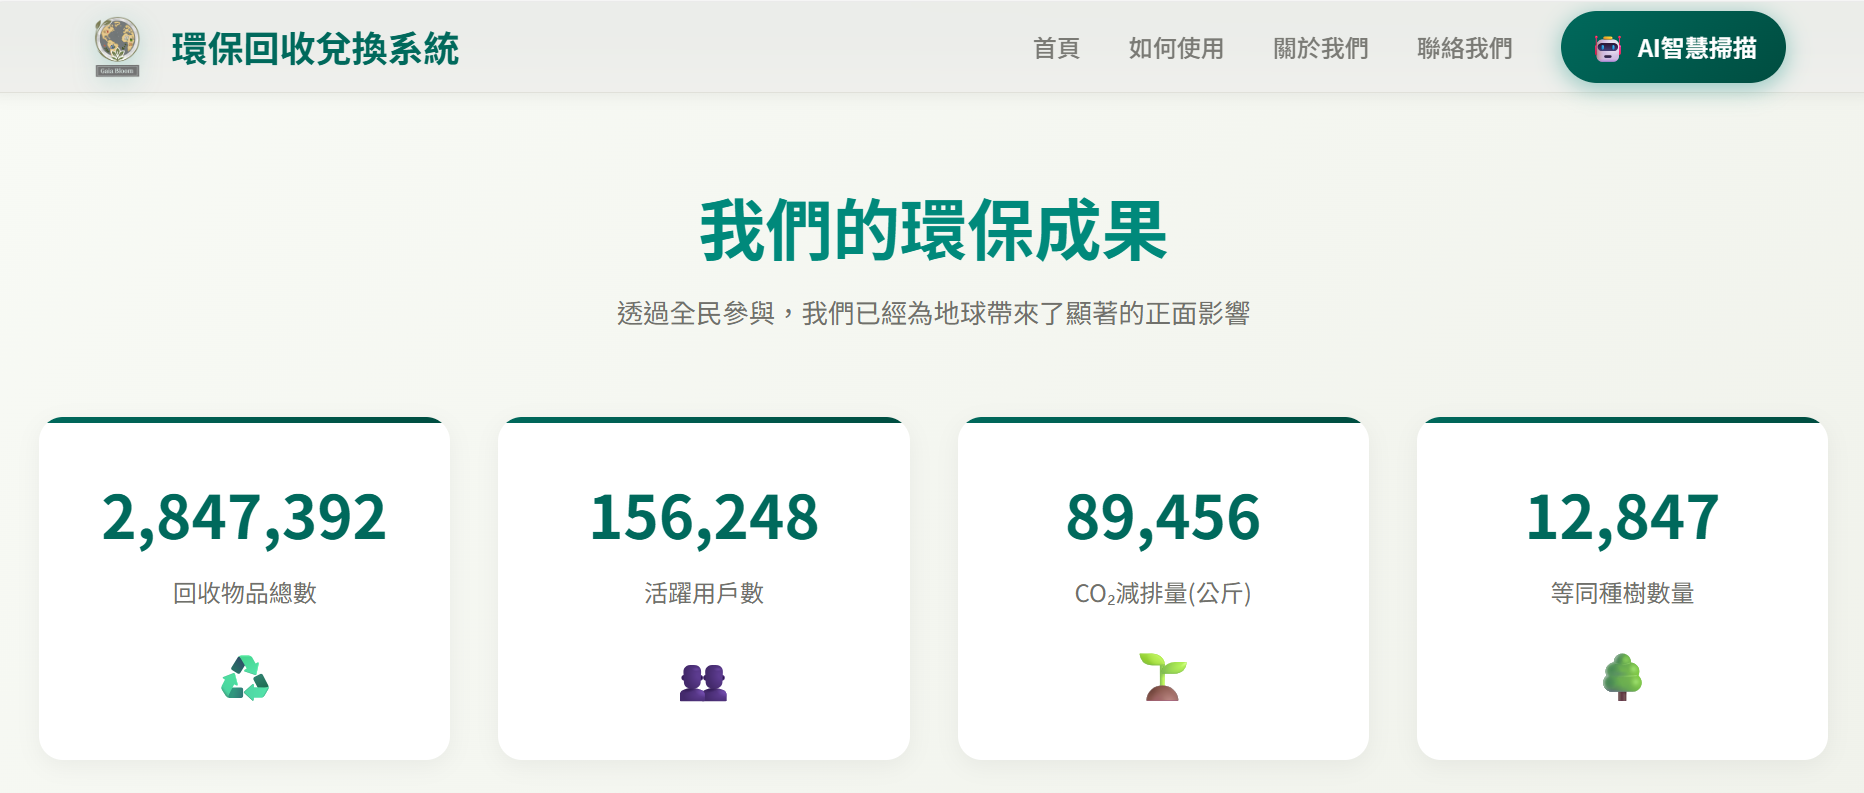 Gaia Bloom
環保回收兌換系統
首頁
如何使用
關於我們
聯絡我們
AI智慧掃描
我們的環保成果
透過全民參與，我們已經為地球帶來了顯著的正面影響
2,847,392
回收物品總數
156,248
活躍用戶數
89,456
CO₂減排量(公斤)
12,847
等同種樹數量